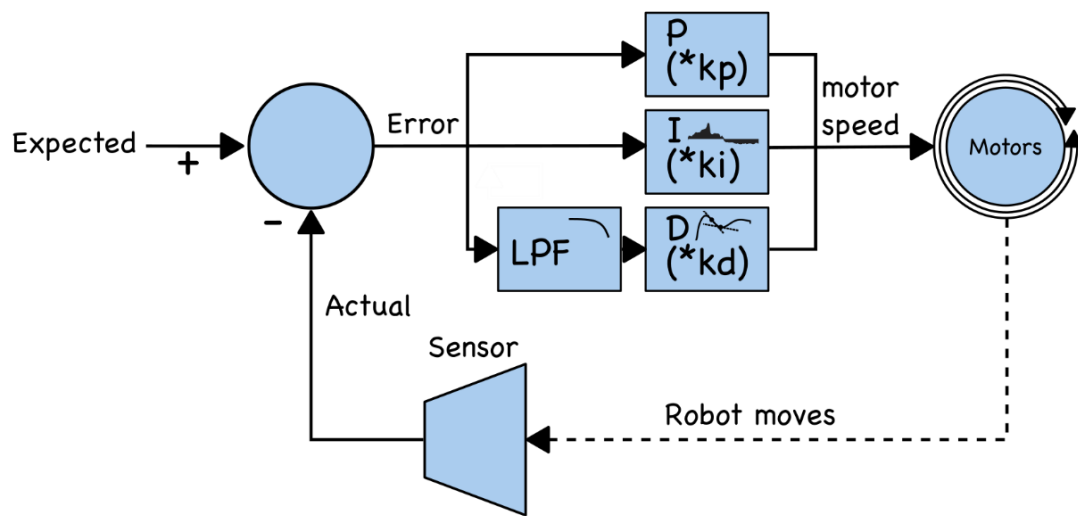 P
(*kp)
motor
speed
Expected
+
Error
I
(*ki)
Motors
-
LPF
D
(*kd)
Actual
Sensor
Robot moves